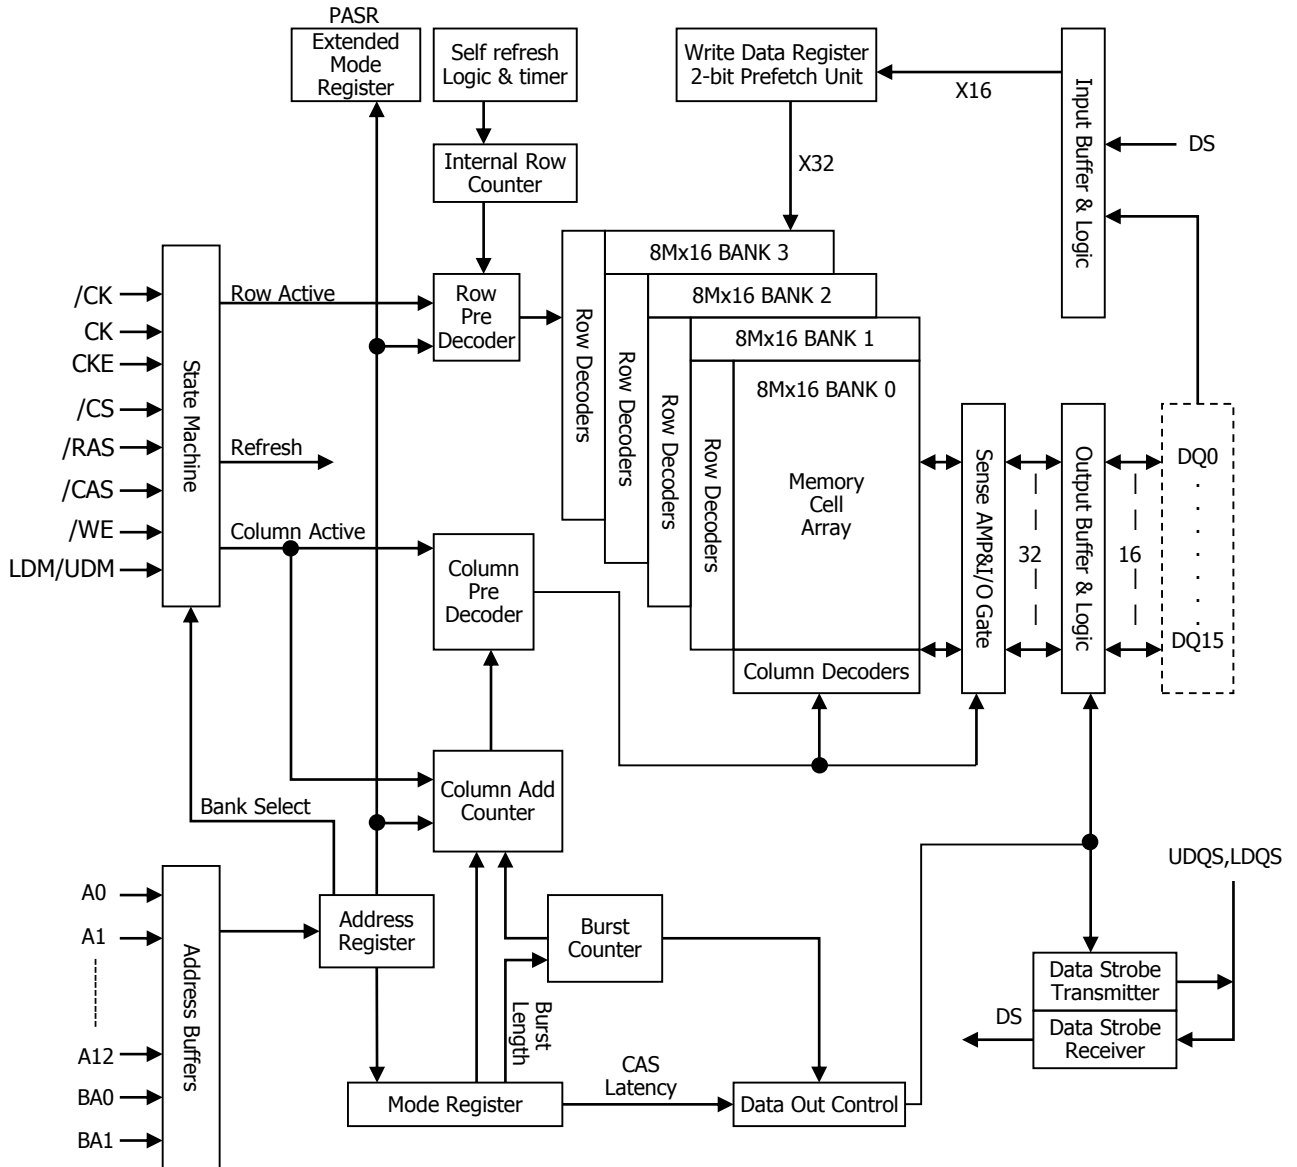 PASR
Extended
Mode
Register
Self refresh
Logic & timer
Write Data Register
2-bit Prefetch Unit
X16
Input Buffer & Logic
DS
Internal Row
Counter
X32
8Mx16 BANK 3
8Mx16 BANK 2
8Mx16 BANK 1
8Mx16 BANK 0
/CK
CK
CKE
/CS
/RAS
/CAS
/WE
LDM/UDM
State Machine
Row Active
Refresh
Column Active
Row
Pre
Decoder
Row Decoders
Row Decoders
Row Decoders
Row Decoders
Memory
Cell
Array
Sense AMP&I/O Gate
32
Output Buffer & Logic
16
DQ0
DQ15
Column
Pre
Decoder
Column Decoders
Column Add
Counter
Bank Select
A0
A1
A12
BA0
BA1
Address Buffers
Address
Register
Burst
Counter
Burst
Length
Mode Register
CAS
Latency
Data Out Control
UDQS,LDQS
Data Strobe
Transmitter
DS
Data Strobe
Receiver